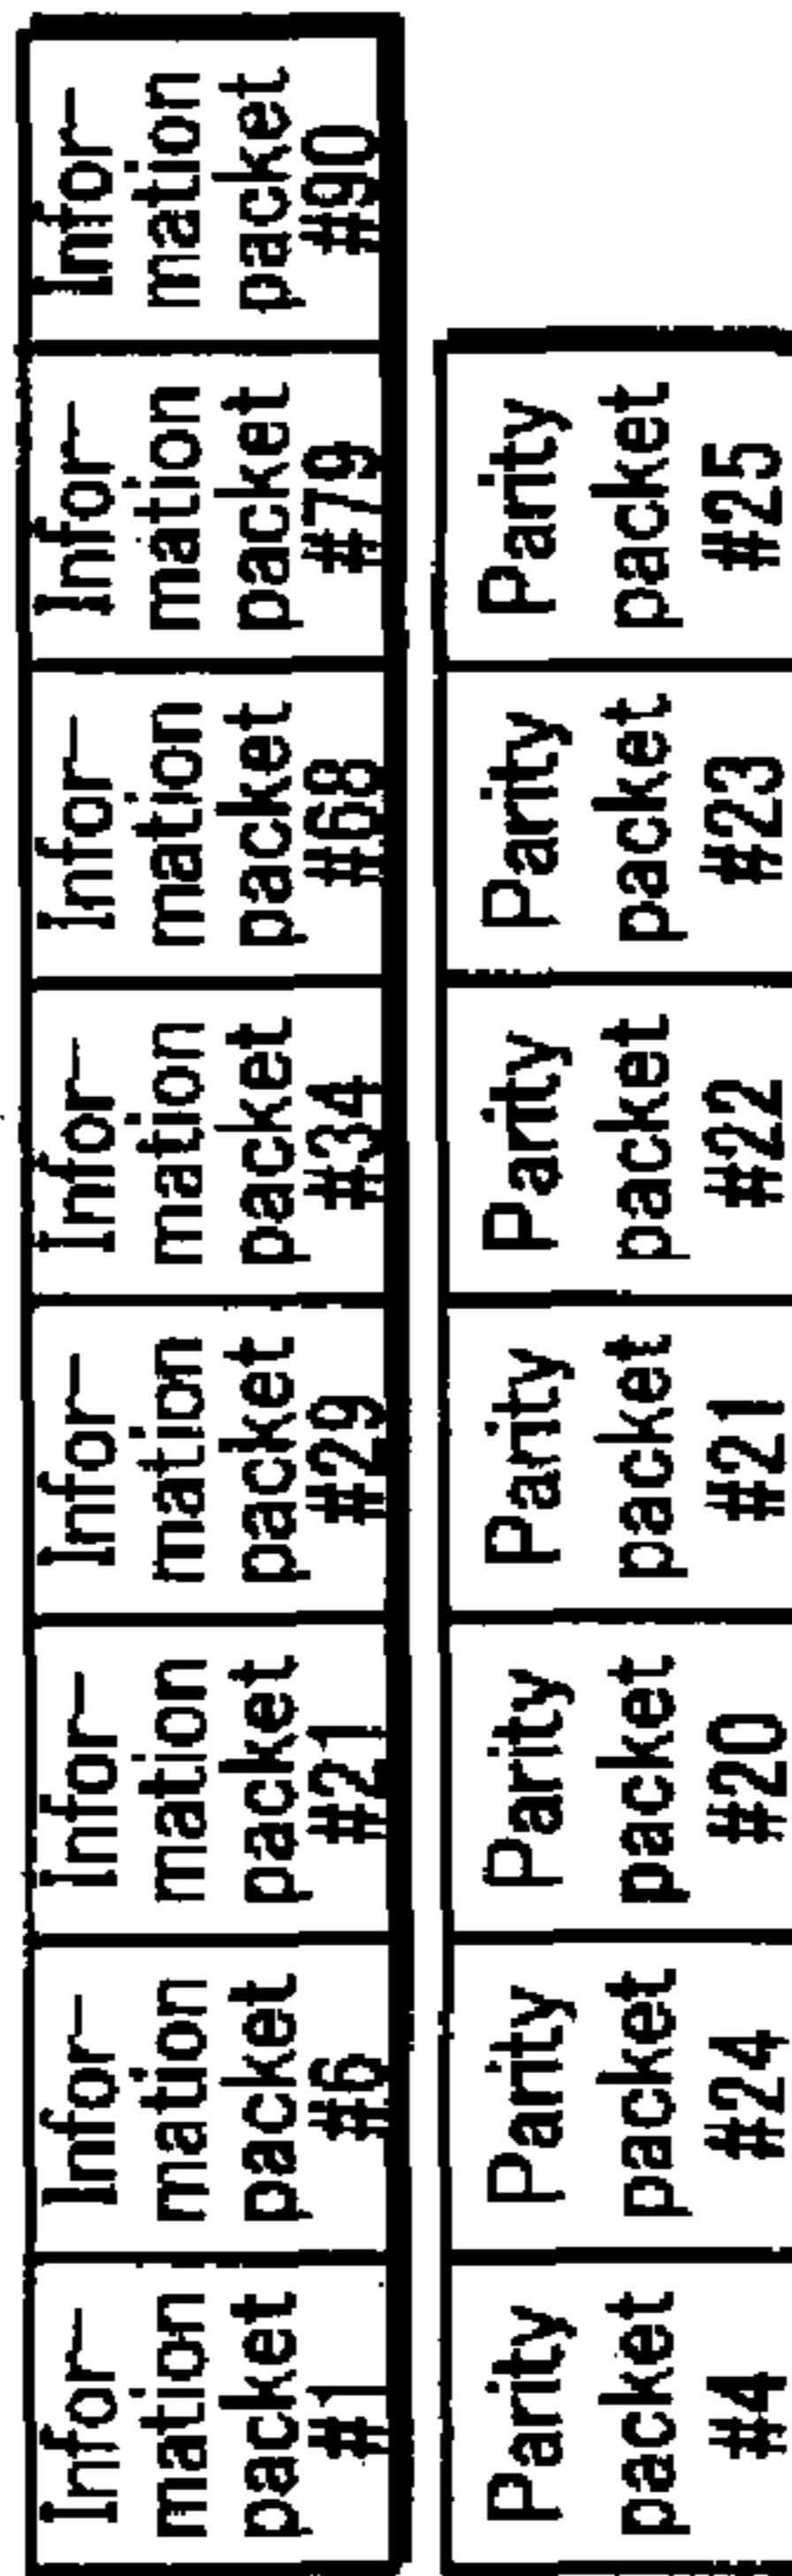 Infor-
mation
packet
#1
Infor-
mation
packet
#6
Infor-
mation
packet
#21
Infor-
mation
packet
#29
Infor-
mation
packet
#34
Infor-
mation
packet
#68
Infor-
mation
packet
#79
Infor-
mation
packet
#90
Parity
packet
#4
Parity
packet
#24
Parity
packet
#20
Parity
packet
#21
Parity
packet
#22
Parity
packet
#23
Parity
packet
#25